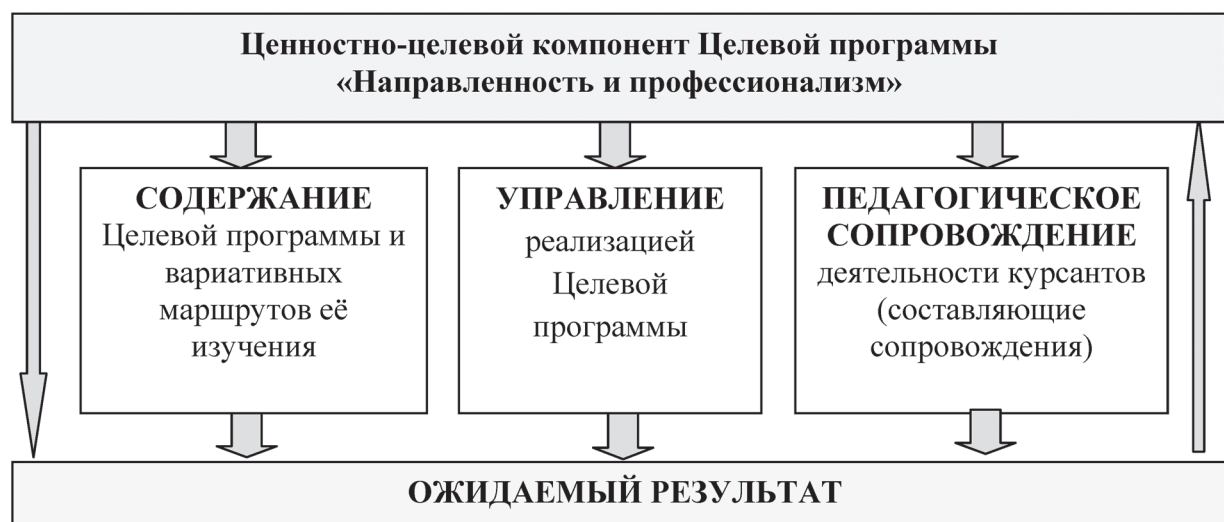 Ценностно-целевой компонент Целевой программы
«Направленность и профессионализм»
СОДЕРЖАНИЕ
Целевой программы и
вариативных
маршрутов её
изучения
УПРАВЛЕНИЕ
реализацией
Целевой
программы
ПЕДАГОГИЧЕСКОЕ
СОПРОВОЖДЕНИЕ
деятельности курсантов
(составляющие
сопровождения)
ОЖИДАЕМЫЙ РЕЗУЛЬТАТ